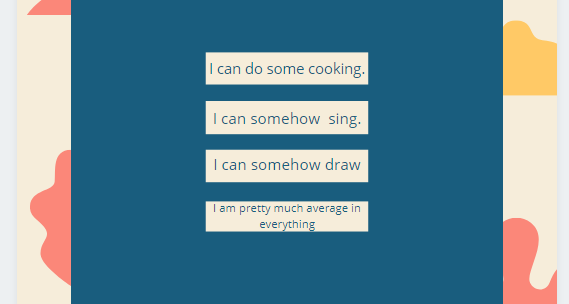 I can do some cooking.
I can somehow  sing.
I can somehow draw
I am pretty much average in
everything